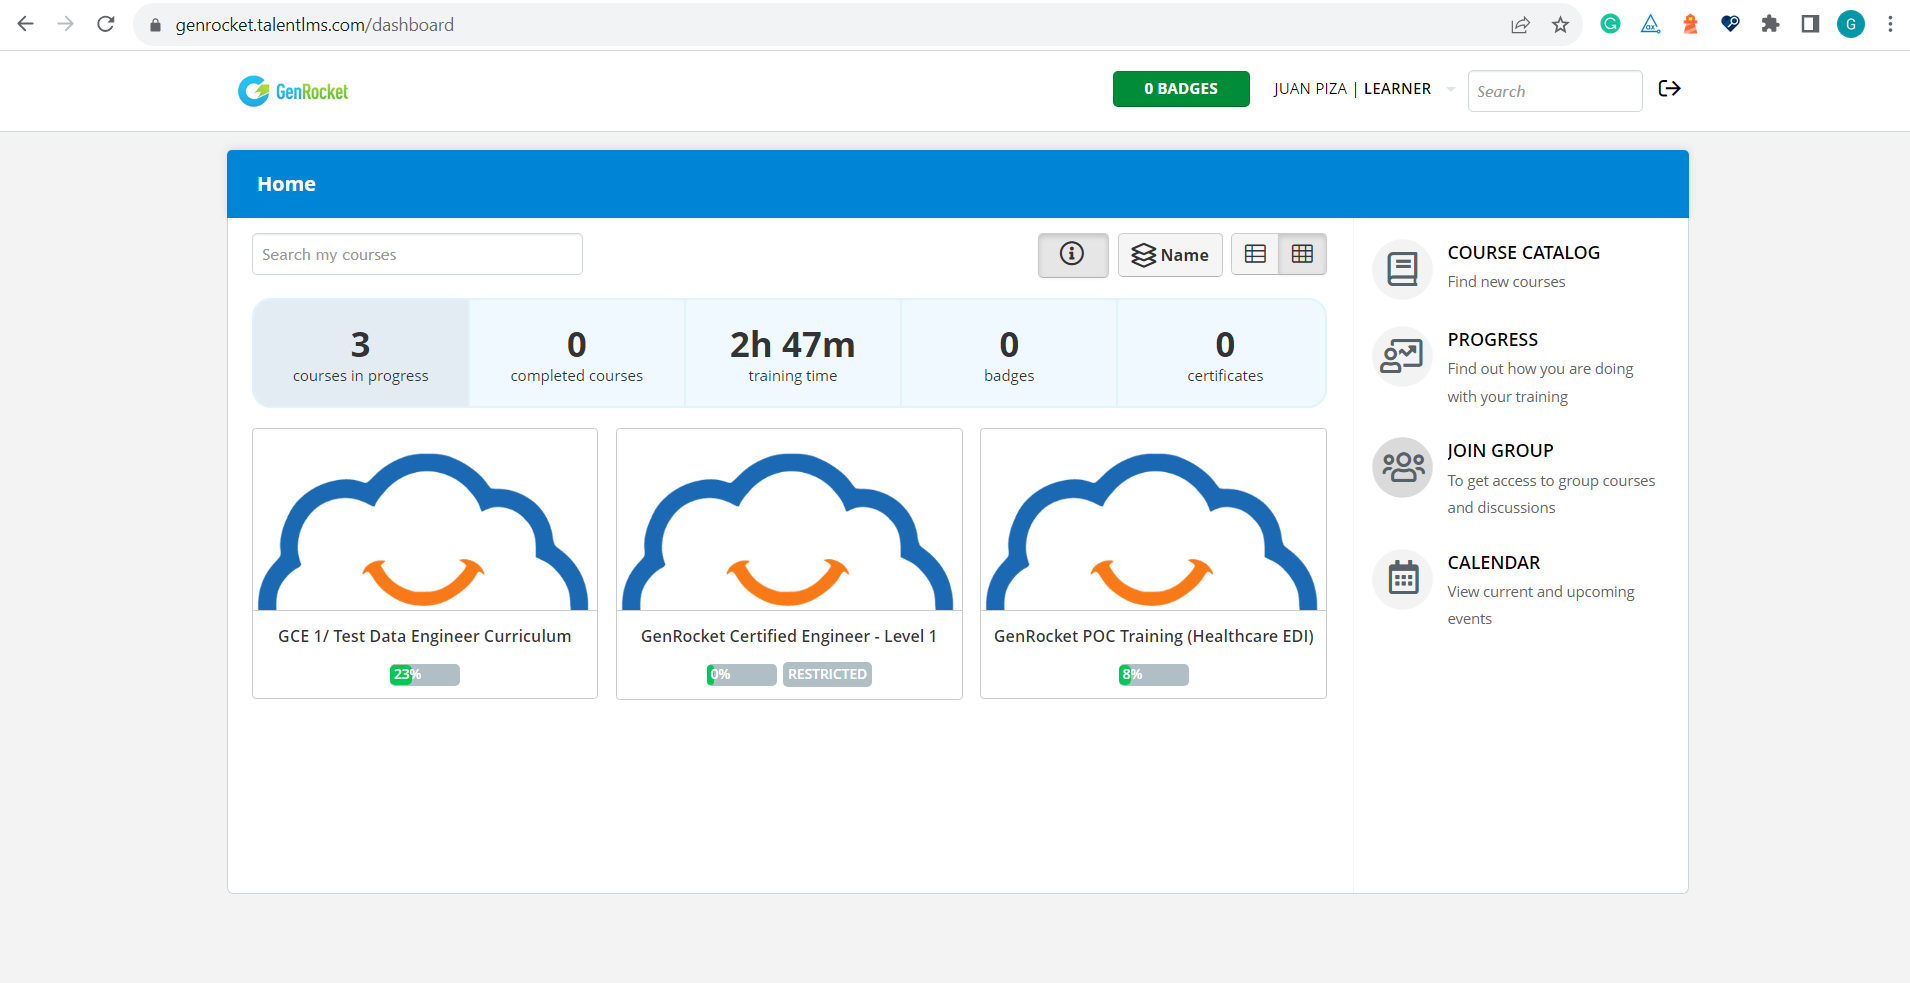 genrocket.talentlms.com/dashboard
G
GenRocket
0 BADGES
JUAN PIZA | LEARNER
Search
Home
Search my courses
Name
3
courses in progress
0
completed courses
2h 47m
training time
0
badges
0
certificates
GCE 1/ Test Data Engineer Curriculum
23%
GenRocket Certified Engineer - Level 1
0% RESTRICTED
GenRocket POC Training (Healthcare EDI)
8%
COURSE CATALOG
Find new courses
PROGRESS
Find out how you are doing
with your training
JOIN GROUP
To get access to group courses
and discussions
CALENDAR
View current and upcoming
events